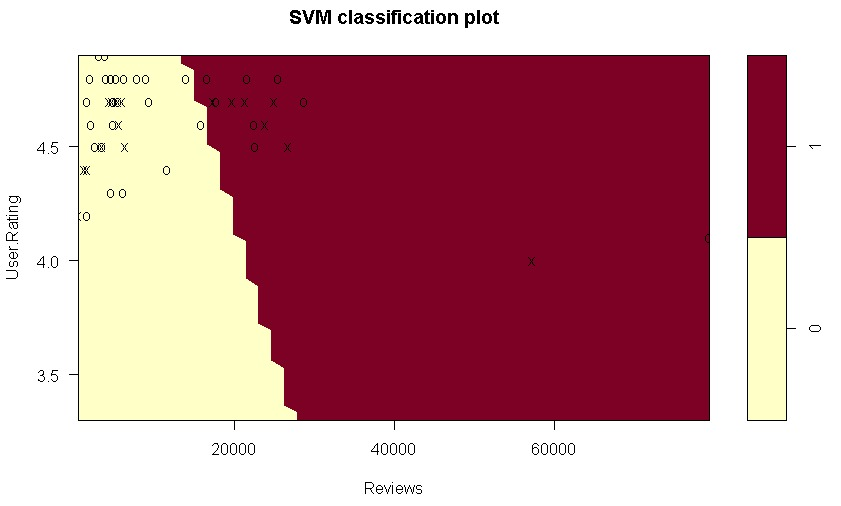 SVM classification plot
User.Rating
4.5
4.0
3.5
20000
40000
60000
Reviews
1
0